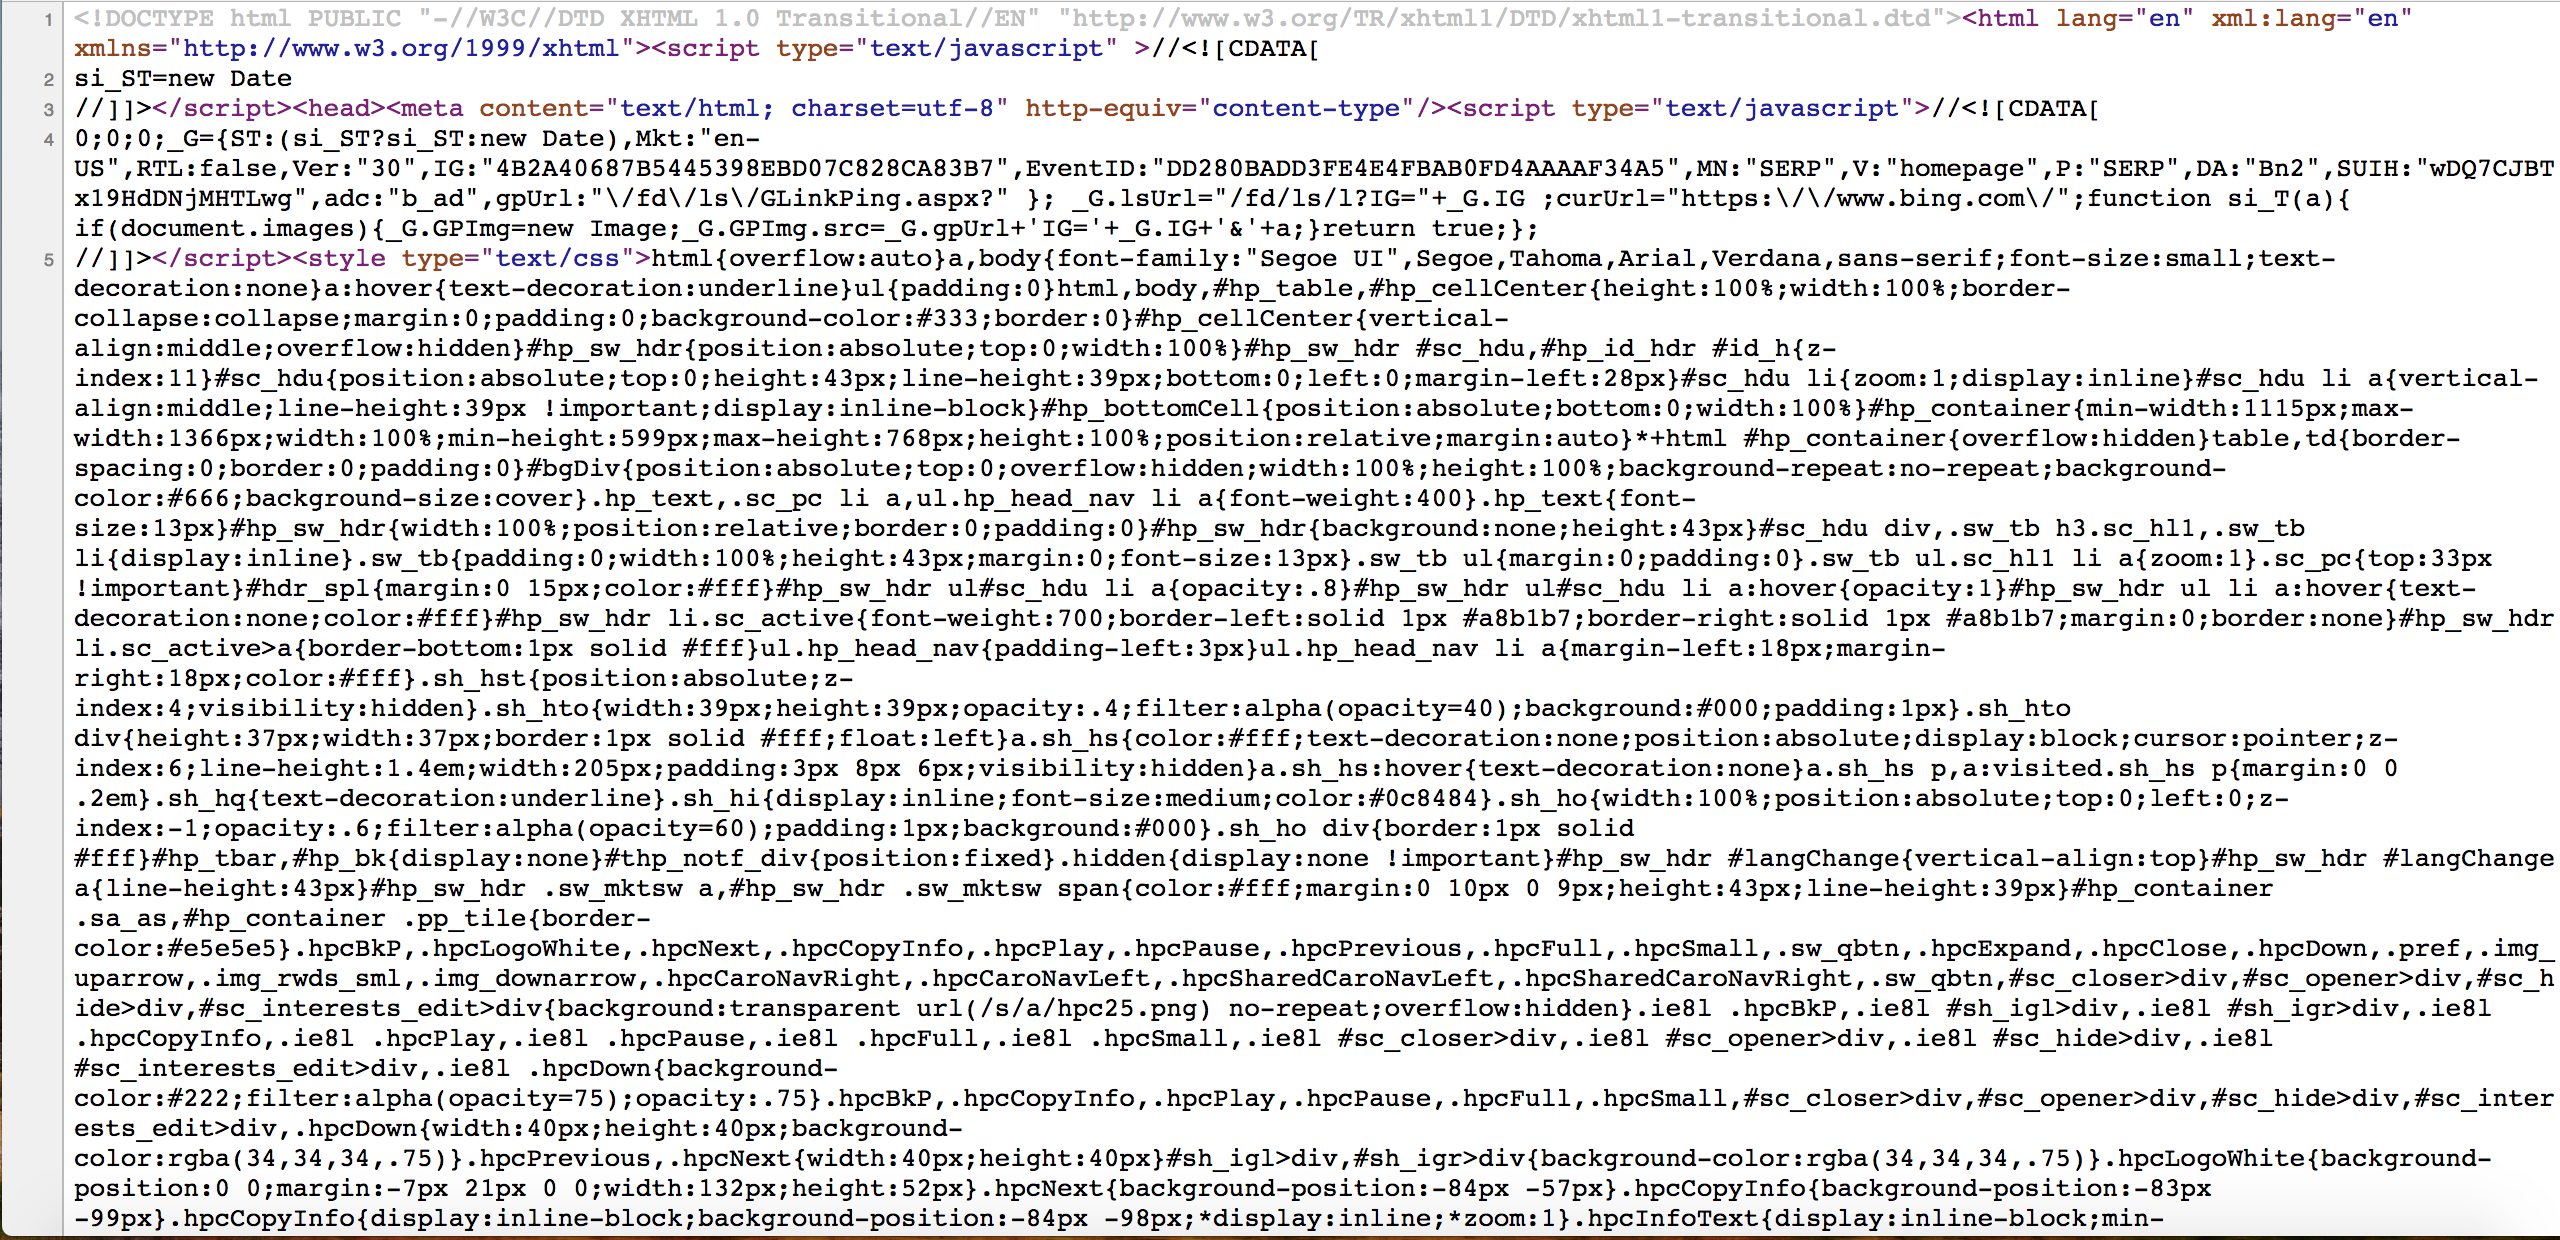 1 <!DOCTYPE html PUBLIC "-//W3C//DTD XHTML 1.0 Transitional//EN" "http://www.w3.org/TR/xhtml1/DTD/xhtml1-transitional.dtd"><html lang="en" xml:lang="en"
xmlns="http://www.w3.org/1999/xhtml"><script type="text/javascript" >//<![CDATA[
2 si_ST=new Date
3 //]]></script><head><meta content="text/html; charset=utf-8" http-equiv="content-type"/><script type="text/javascript">//<![CDATA[
4 0;0;0;_G={ST:(si_ST?si_ST:new Date),Mkt:"en-
US",RTL:false,Ver:"30",IG:"4B2A40687B5445398EBD07C828CA83B7",EventID:"DD280BADD3FE4E4FBAB0FD4AAAAF34A5",MN:"SERP",V:"homepage",P:"SERP",DA:"Bn2",SUIH:"wDQ7CJBT
x19HdDNjMHTLwg",adc:"b_ad",gpUrl:"\/fd\/ls\/GLinkPing.aspx?" }; _G.lsUrl="/fd/ls/l?IG="+_G.IG ;curUrl="https:\/\/www.bing.com\/";function si_T(a){
if(document.images){_G.GPImg=new Image;_G.GPImg.src=_G.gpUrl+'IG='+_G.IG+'&'+a;}return true;};
5 //]]></script><style type="text/css">html{overflow:auto}a,body{font-family:"Segoe UI",Segoe,Tahoma,Arial,Verdana,sans-serif;font-size:small;text-
decoration:none}a:hover{text-decoration:underline}ul{padding:0}html,body,#hp_table,#hp_cellCenter{height:100%;width:100%;border-
collapse:collapse;margin:0;padding:0;background-color:#333;border:0}#hp_cellCenter{vertical-
align:middle;overflow:hidden}#hp_sw_hdr{position:absolute;top:0;width:100%}#hp_sw_hdr #sc_hdu,#hp_id_hdr #id_h{z-
index:11}#sc_hdu{position:absolute;top:0;height:43px;line-height:39px;bottom:0;left:0;margin-left:28px}#sc_hdu li{zoom:1;display:inline}#sc_hdu li a{vertical-
align:middle;line-height:39px !important;display:inline-block}#hp_bottomCell{position:absolute;bottom:0;width:100%}#hp_container{min-width:1115px;max-
width:1366px;width:100%;min-height:599px;max-height:768px;height:100%;position:relative;margin:auto}*+html #hp_container{overflow:hidden}table,td{border-
spacing:0;border:0;padding:0}#bgDiv{position:absolute;top:0;overflow:hidden;width:100%;height:100%;background-repeat:no-repeat;background-
color:#666;background-size:cover}.hp_text,.sc_pc li a,ul.hp_head_nav li a{font-weight:400}.hp_text{font-
size:13px}#hp_sw_hdr{width:100%;position:relative;border:0;padding:0}#hp_sw_hdr{background:none;height:43px}#sc_hdu div,.sw_tb h3.sc_hl1,.sw_tb
li{display:inline}.sw_tb{padding:0;width:100%;height:43px;margin:0;font-size:13px}.sw_tb ul{margin:0;padding:0}.sw_tb ul.sc_hl1 li a{zoom:1}.sc_pc{top:33px
!important}#hdr_spl{margin:0 15px;color:#fff}#hp_sw_hdr ul#sc_hdu li a{opacity:.8}#hp_sw_hdr ul#sc_hdu li a:hover{opacity:1}#hp_sw_hdr ul li a:hover{text-
decoration:none;color:#fff}#hp_sw_hdr li.sc_active{font-weight:700;border-left:solid 1px #a8b1b7;border-right:solid 1px #a8b1b7;margin:0;border:none}#hp_sw_hdr
li.sc_active>a{border-bottom:1px solid #fff}ul.hp_head_nav{padding-left:3px}ul.hp_head_nav li a{margin-left:18px;margin-
right:18px;color:#fff}.sh_hst{position:absolute;z-
index:4;visibility:hidden}.sh_hto{width:39px;height:39px;opacity:.4;filter:alpha(opacity=40);background:#000;padding:1px}.sh_hto
div{height:37px;width:37px;border:1px solid #fff;float:left}a.sh_hs{color:#fff;text-decoration:none;position:absolute;display:block;cursor:pointer;z-
index:6;line-height:1.4em;width:205px;padding:3px 8px 6px;visibility:hidden}a.sh_hs:hover{text-decoration:none}a.sh_hs p,a:visited.sh_hs p{margin:0 0
.2em}.sh_hq{text-decoration:underline}.sh_hi{display:inline;font-size:medium;color:#0c8484}.sh_ho{width:100%;position:absolute;top:0;left:0;z-
index:-1;opacity:.6;filter:alpha(opacity=60);padding:1px;background:#000}.sh_ho div{border:1px solid
#fff}#hp_tbar,#hp_bk{display:none}#thp_notf_div{position:fixed}.hidden{display:none !important}#hp_sw_hdr #langChange{vertical-align:top}#hp_sw_hdr #langChange
a{line-height:43px}#hp_sw_hdr .sw_mktsw a,#hp_sw_hdr .sw_mktsw span{color:#fff;margin:0 10px 0 9px;height:43px;line-height:39px}#hp_container
.sa_as,#hp_container .pp_tile{border-
color:#e5e5e5}.hpcBkP,.hpcLogoWhite,.hpcNext,.hpcCopyInfo,.hpcPlay,.hpcPause,.hpcPrevious,.hpcFull,.hpcSmall,.sw_qbtn,.hpcExpand,.hpcClose,.hpcDown,.pref,.img_
uparrow,.img_rwds_sml,.img_downarrow,.hpcCaroNavRight,.hpcCaroNavLeft,.hpcSharedCaroNavLeft,.hpcSharedCaroNavRight,.sw_qbtn,#sc_closer>div,#sc_opener>div,#sc_h
ide>div,#sc_interests_edit>div{background:transparent url(/s/a/hpc25.png) no-repeat;overflow:hidden}.ie8l .hpcBkP,.ie8l #sh_igl>div,.ie8l #sh_igr>div,.ie8l
.hpcCopyInfo,.ie8l .hpcPlay,.ie8l .hpcPause,.ie8l .hpcFull,.ie8l .hpcSmall,.ie8l #sc_closer>div,.ie8l #sc_opener>div,.ie8l #sc_hide>div,.ie8l
#sc_interests_edit>div,.ie8l .hpcDown{background-
color:#222;filter:alpha(opacity=75);opacity:.75}.hpcBkP,.hpcCopyInfo,.hpcPlay,.hpcPause,.hpcFull,.hpcSmall,#sc_closer>div,#sc_opener>div,#sc_hide>div,#sc_inter
ests_edit>div,.hpcDown{width:40px;height:40px;background-
color:rgba(34,34,34,.75)}.hpcPrevious,.hpcNext{width:40px;height:40px}#sh_igl>div,#sh_igr>div{background-color:rgba(34,34,34,.75)}.hpcLogoWhite{background-
position:0 0;margin:-7px 21px 0 0;width:132px;height:52px}.hpcNext{background-position:-84px -57px}.hpcCopyInfo{background-position:-83px
-99px}.hpcCopyInfo{display:inline-block;background-position:-84px -98px;*display:inline;*zoom:1}.hpcInfoText{display:inline-block;min-